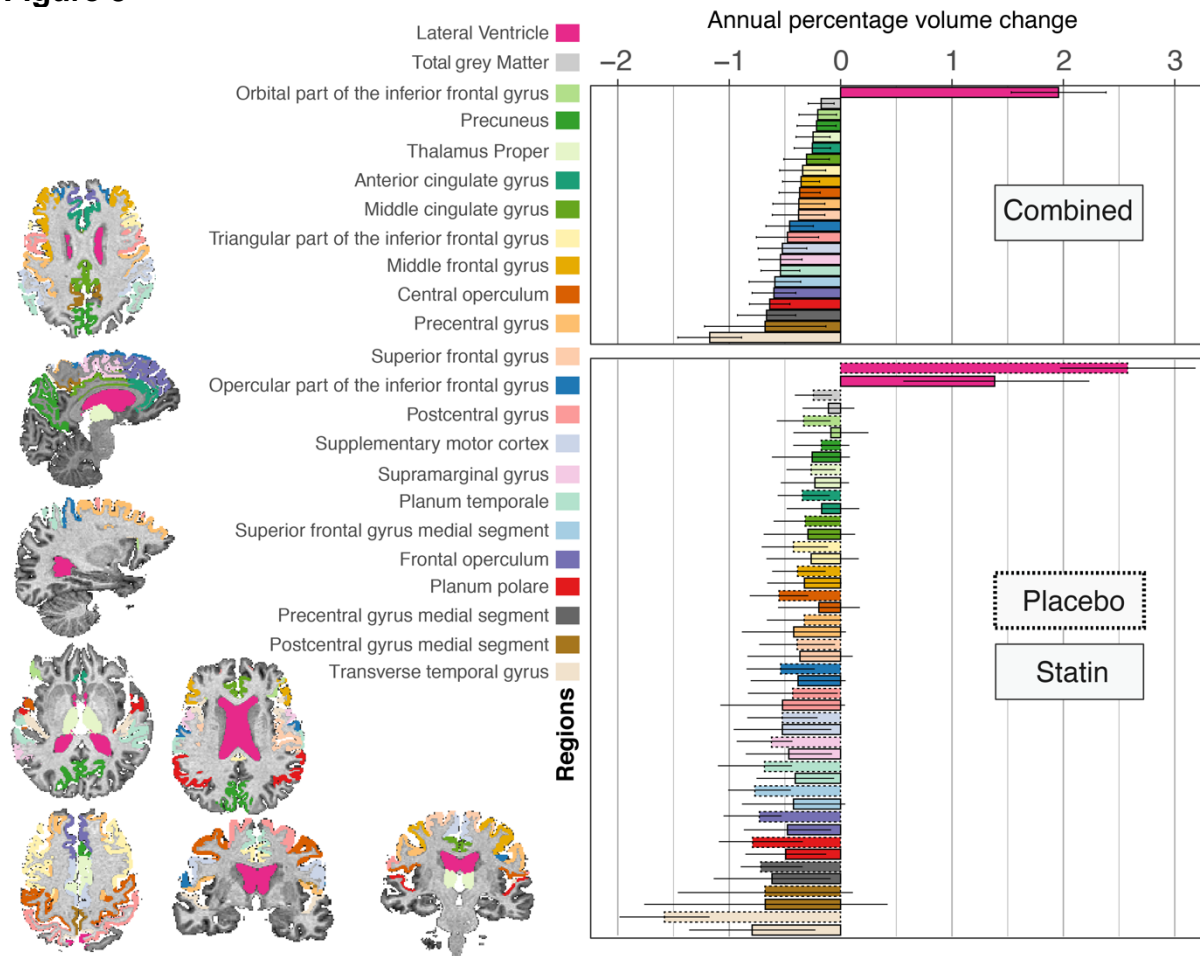 Figure 3
Annual percentage volume change
−2 −1 0 1 2 3
Lateral Ventricle
Total grey Matter
Orbital part of the inferior frontal gyrus
Precuneus
Thalamus Proper
Anterior cingulate gyrus
Middle cingulate gyrus
Triangular part of the inferior frontal gyrus
Middle frontal gyrus
Central operculum
Precentral gyrus
Superior frontal gyrus
Opercular part of the inferior frontal gyrus
Postcentral gyrus
Supplementary motor cortex
Supramarginal gyrus
Planum temporale
Superior frontal gyrus medial segment
Frontal operculum
Planum polare
Precentral gyrus medial segment
Postcentral gyrus medial segment
Transverse temporal gyrus
Regions
Combined
Placebo
Statin